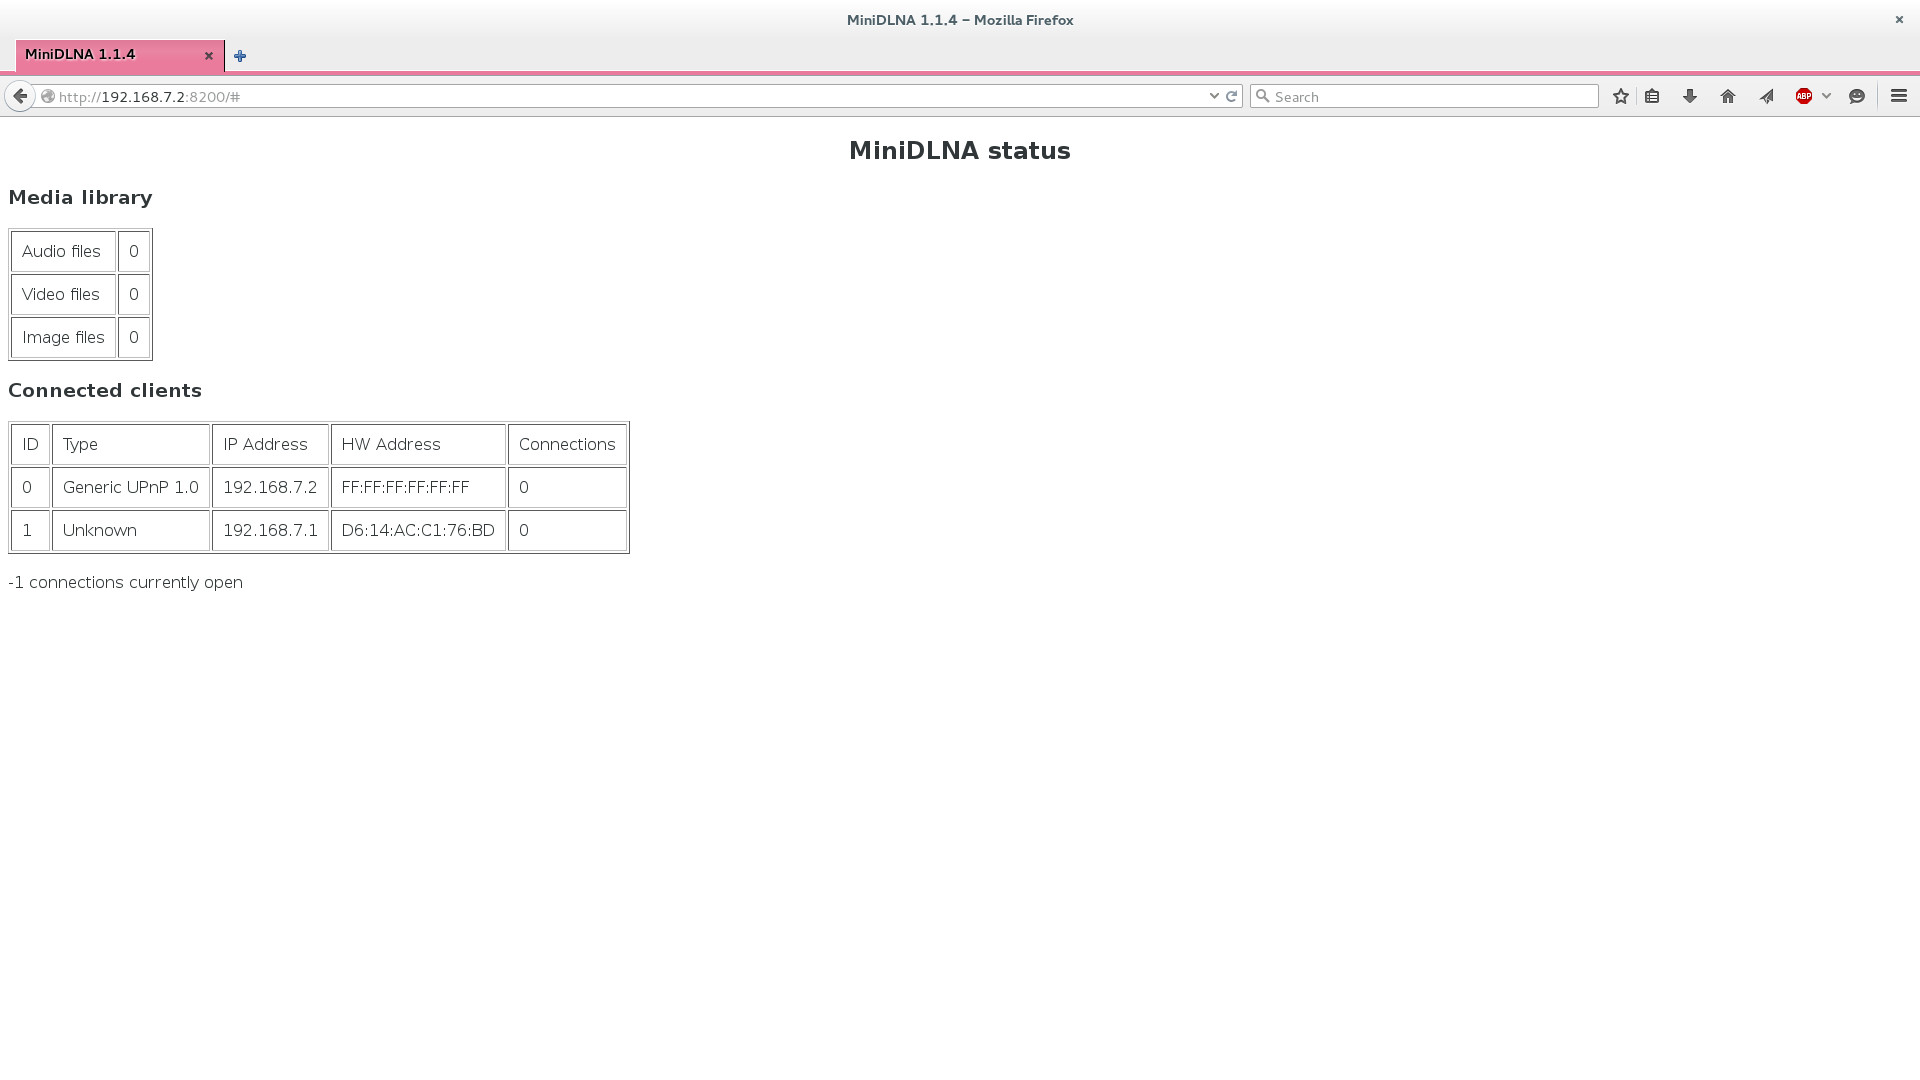 MiniDLNA 1.1.4 – Mozilla Firefox
MiniDLNA 1.1.4
http://192.168.7.2:8200/#
Search
ABP
MiniDLNA status
Media library
Audio files 0
Video files 0
Image files 0
Connected clients
ID Type IP Address HW Address Connections
0 Generic UPnP 1.0 192.168.7.2 FF:FF:FF:FF:FF:FF 0
1 Unknown 192.168.7.1 D6:14:AC:C1:76:BD 0
-1 connections currently open